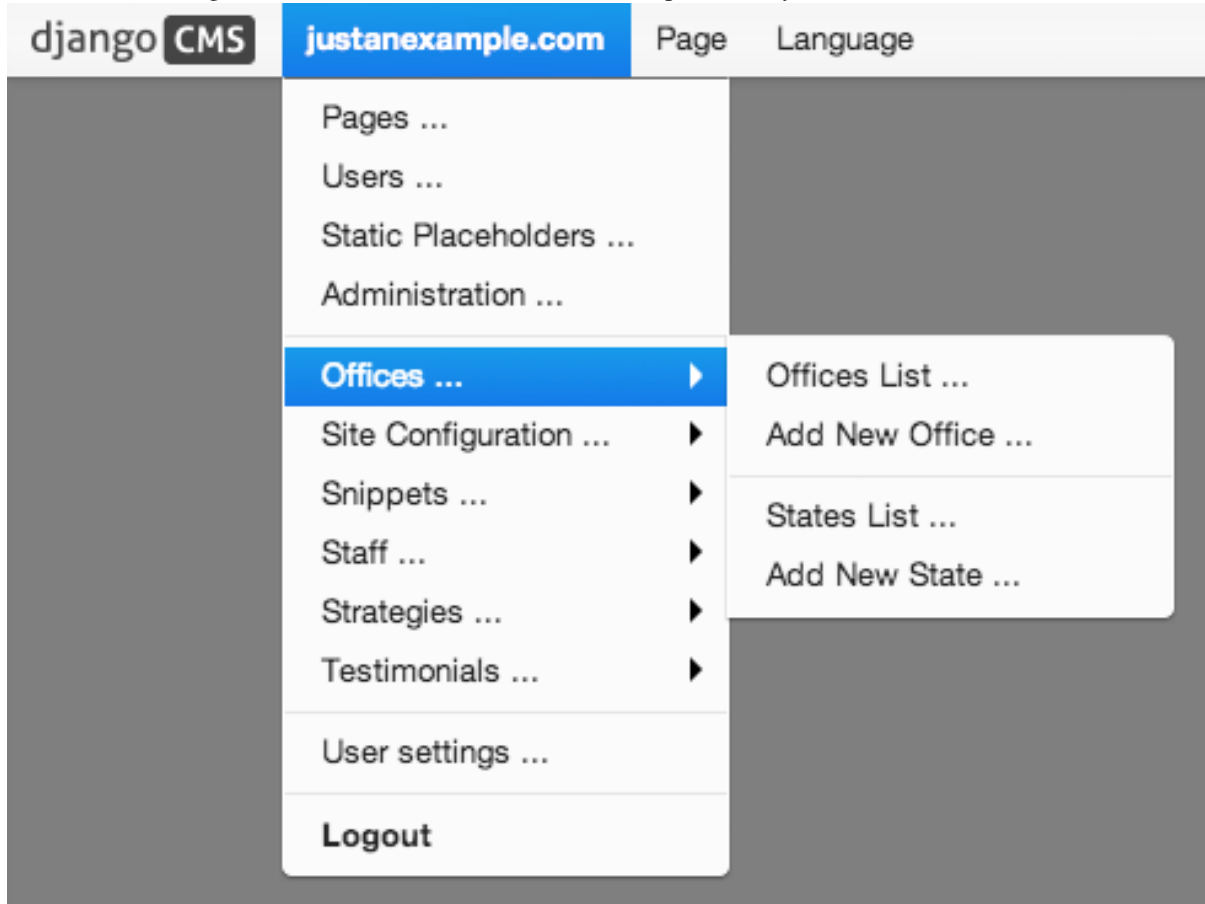 django CMS justanexample.com Page Language
Pages ...
Users ...
Static Placeholders ...
Administration ...
Offices ...
Offices List ...
Site Configuration ...
Add New Office ...
Snippets ...
States List ...
Staff ...
Add New State ...
Strategies ...
Testimonials ...
User settings ...
Logout